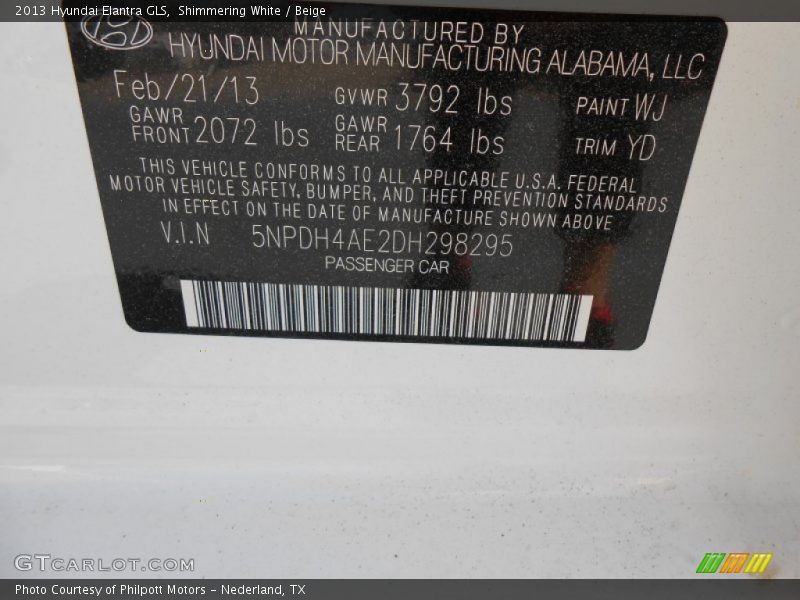 2013 Hyundai Elantra GLS, Shimmering White / Beige
MANUFACTURED BY
HYUNDAI MOTOR MANUFACTURING ALABAMA, LLC
Feb/21/13 GVWR 3792 lbs PAINT WJ
GAWR FRONT 2072 lbs GAWR REAR 1764 lbs TRIM YD
THIS VEHICLE CONFORMS TO ALL APPLICABLE U.S.A. FEDERAL
MOTOR VEHICLE SAFETY, BUMPER, AND THEFT PREVENTION STANDARDS
IN EFFECT ON THE DATE OF MANUFACTURE SHOWN ABOVE
V.I.N 5NPDH4AE2DH298295
PASSENGER CAR
GTCARLOT.COM
Photo Courtesy of Philpott Motors - Nederland, TX